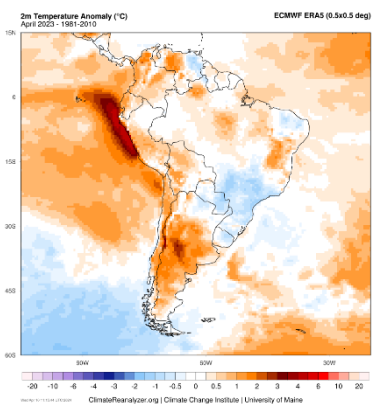 2m Temperature Anomaly (°C)
ECMWF ERA5 (0.5x0.5 deg)
April 2023 - 1981-2010
15N
15S
30S
45S
60S
90W
60W
30W
-20 -10 -6 -4 -3 -2 -1 -0.5 0 0.5 1 2 3 4 6 10 20
ClimateReanalyzer.org | Climate Change Institute | University of Maine